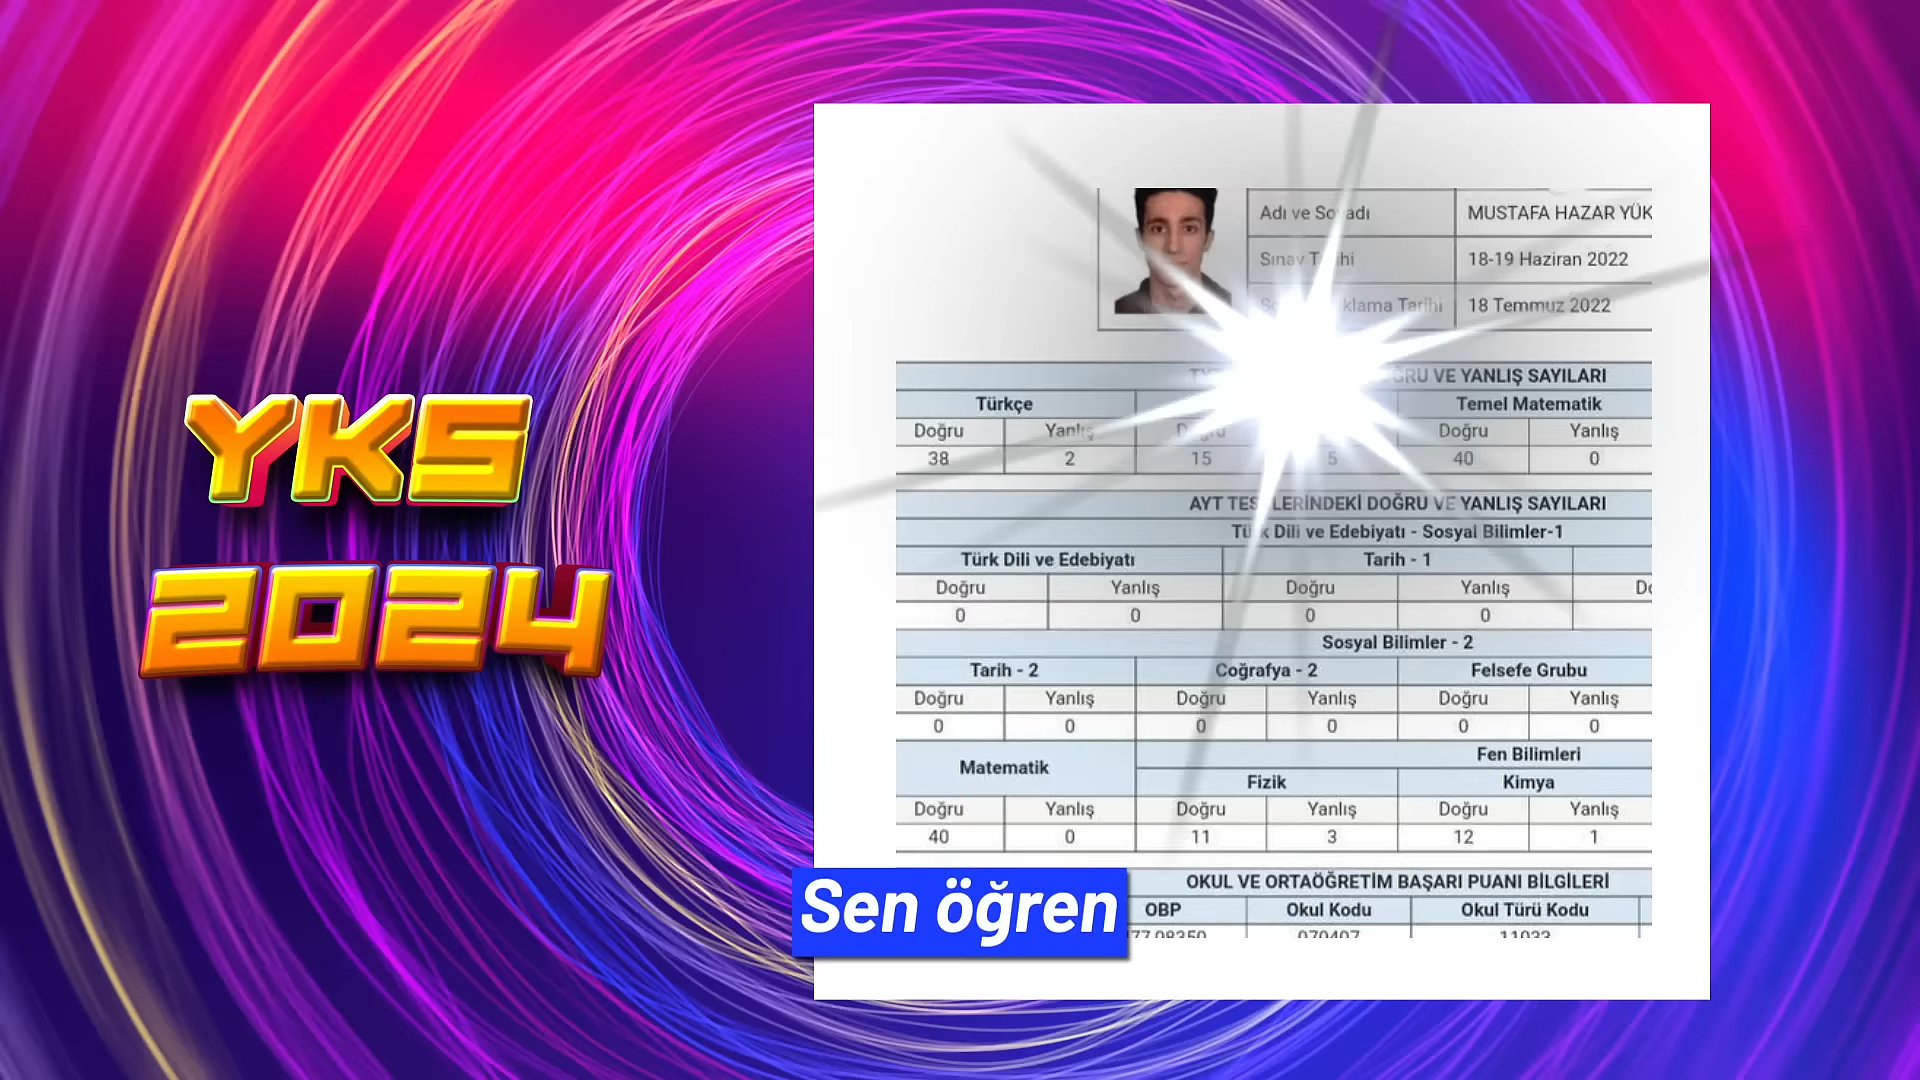 YKS
2024
Adı ve Soyadı MUSTAFA HAZAR YÜK
Sınav Tarihi 18-19 Haziran 2022
klama Tarihi 18 Temmuz 2022
RU VE YANLIŞ SAYILARI
Türkçe Temel Matematik
Doğru Yanlış Doğru Doğru Yanlış
38 2 15 5 40 0
AYT TESTLERİNDEKİ DOĞRU VE YANLIŞ SAYILARI
Türk Dili ve Edebiyatı - Sosyal Bilimler-1
Türk Dili ve Edebiyatı Tarih - 1
Doğru Yanlış Doğru Yanlış Do
0 0 0 0
Sosyal Bilimler - 2
Tarih - 2 Coğrafya - 2 Felsefe Grubu
Doğru Yanlış Doğru Yanlış Doğru Yanlış
0 0 0 0 0 0
Matematik Fen Bilimleri
Fizik Kimya
Doğru Yanlış Doğru Yanlış Doğru Yanlış
40 0 11 3 12 1
OKUL VE ORTAÖĞRETİM BAŞARI PUANI BİLGİLERİ
OBP Okul Kodu Okul Türü Kodu
Sen öğren